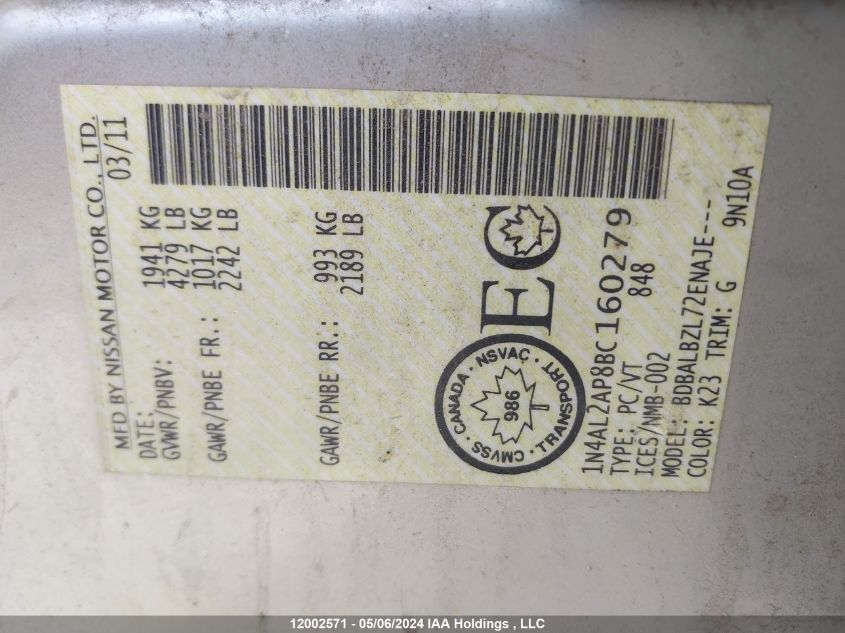 MFD BY NISSAN MOTOR CO., LTD.
DATE: 03/11
GVWR/PNBV: 1941 KG
4279 LB
GAWR/PNBE FR.: 1017 KG
2242 LB
GAWR/PNBE RR.: 993 KG
2189 LB
CANADA · NSVAC · TRANSPORT · CMVSS ·
986
EC
1N4AL2AP8BC160279
TYPE: PC/VT 848
ICES/NMB-002
MODEL: BDBALBZL72ENAJE---
COLOR: K23 TRIM: G 9N10A
12002571 - 05/06/2024 IAA Holdings , LLC